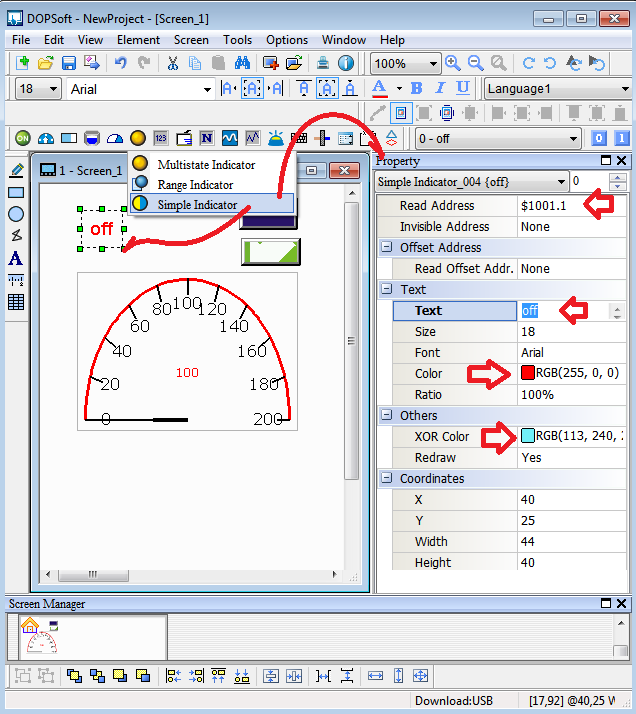 DOPSoft - NewProject - [Screen_1]
File Edit View Element Screen Tools Options Window Help
100%
18 Arial A B I U Language1
ON N 0 - off 0 1
1 - Screen_1
Property
Multistate Indicator
Range Indicator
Simple Indicator
Simple Indicator_004 {off} 0
Read Address $1001.1
Invisible Address None
Offset Address
Read Offset Addr. None
Text
Text off
Size 18
Font Arial
Color RGB(255, 0, 0)
Ratio 100%
Others
XOR Color RGB(113, 240, 
Redraw Yes
Coordinates
X 40
Y 25
Width 44
Height 40
off
0
20
40
60
80
100
120
140
160
180
200
100
Screen Manager
Download:USB [17,92] @40,25 W